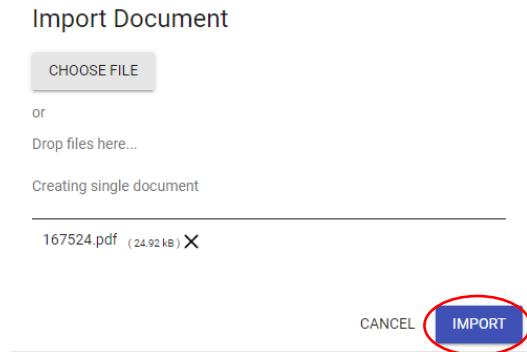 Import Document
CHOOSE FILE
or
Drop files here...
Creating single document
167524.pdf (24.92 kB)
CANCEL IMPORT